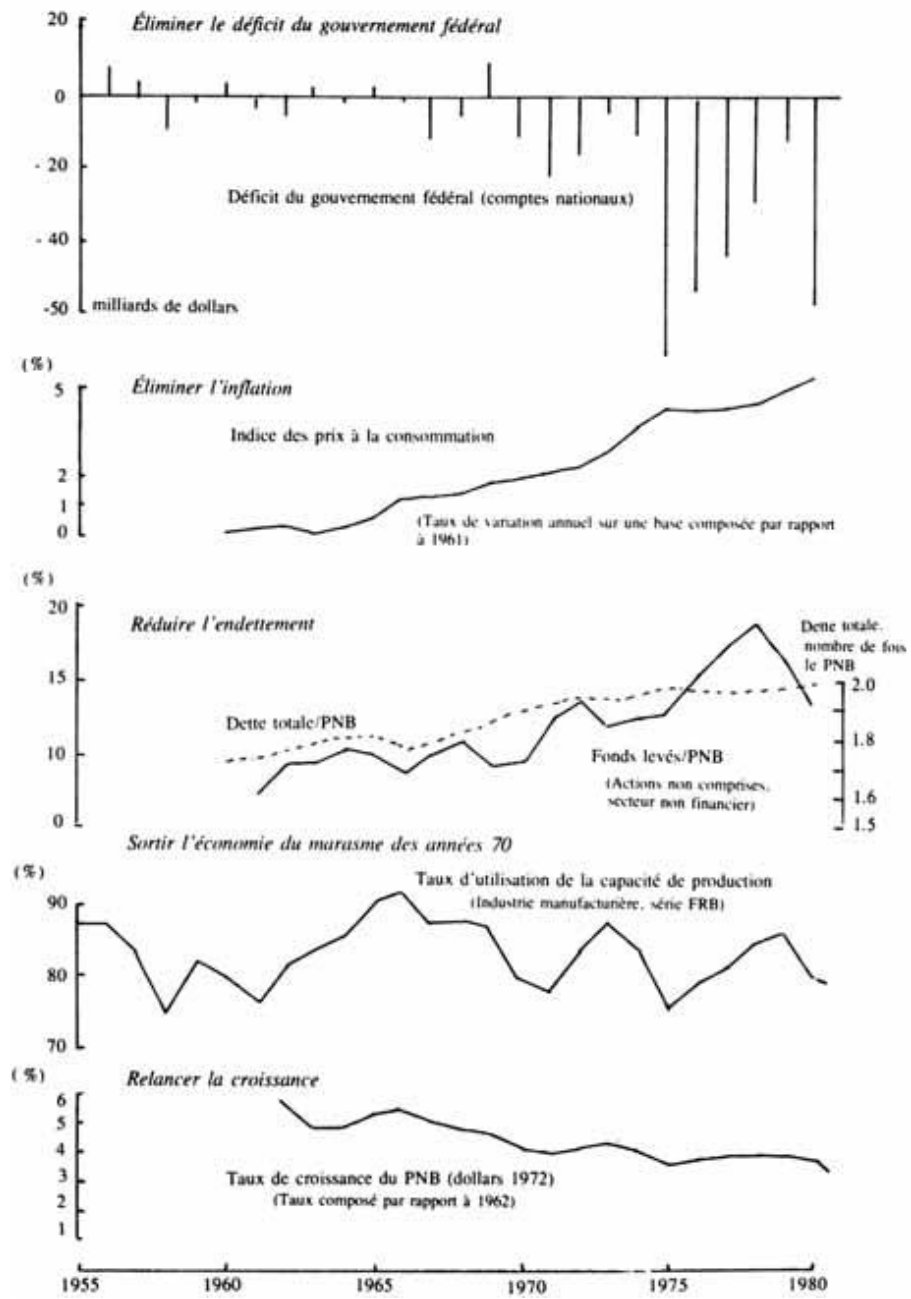 20
Éliminer le déficit du gouvernement fédéral
0
- 20
Déficit du gouvernement fédéral (comptes nationaux)
- 40
-50
milliards de dollars
(%)
5
Éliminer l'inflation
Indice des prix à la consommation
2
1
0
(Taux de variation annuel sur une base composée par rapport
à 1961)
(%)
20
Réduire l'endettement
Dette totale,
nombre de fois
le PNB
15
2.0
Dette totale/PNB
10
Fonds levés/PNB
1.8
(Actions non comprises,
secteur non financier)
1.6
0
1.5
Sortir l'économie du marasme des années 70
(%)
Taux d'utilisation de la capacité de production
90
(Industrie manufacturière, série FRB)
80
70
(%)
Relancer la croissance
6
5
4
3
Taux de croissance du PNB (dollars 1972)
2
(Taux composé par rapport à 1962)
1
1955 1960 1965 1970 1975 1980